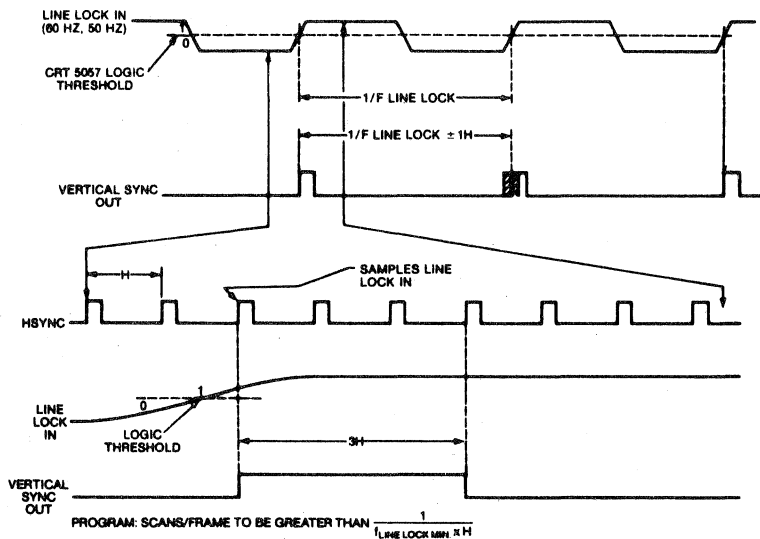 LINE LOCK IN
(60 HZ, 50 HZ)
1
0
CRT 5057 LOGIC
THRESHOLD
1/F LINE LOCK
1/F LINE LOCK ± 1H
VERTICAL SYNC
OUT
H
SAMPLES LINE
LOCK IN
HSYNC
1
0
LINE
LOCK
IN
LOGIC
THRESHOLD
3H
VERTICAL
SYNC
OUT
PROGRAM: SCANS/FRAME TO BE GREATER THAN 1
fLINE LOCK MIN. x H